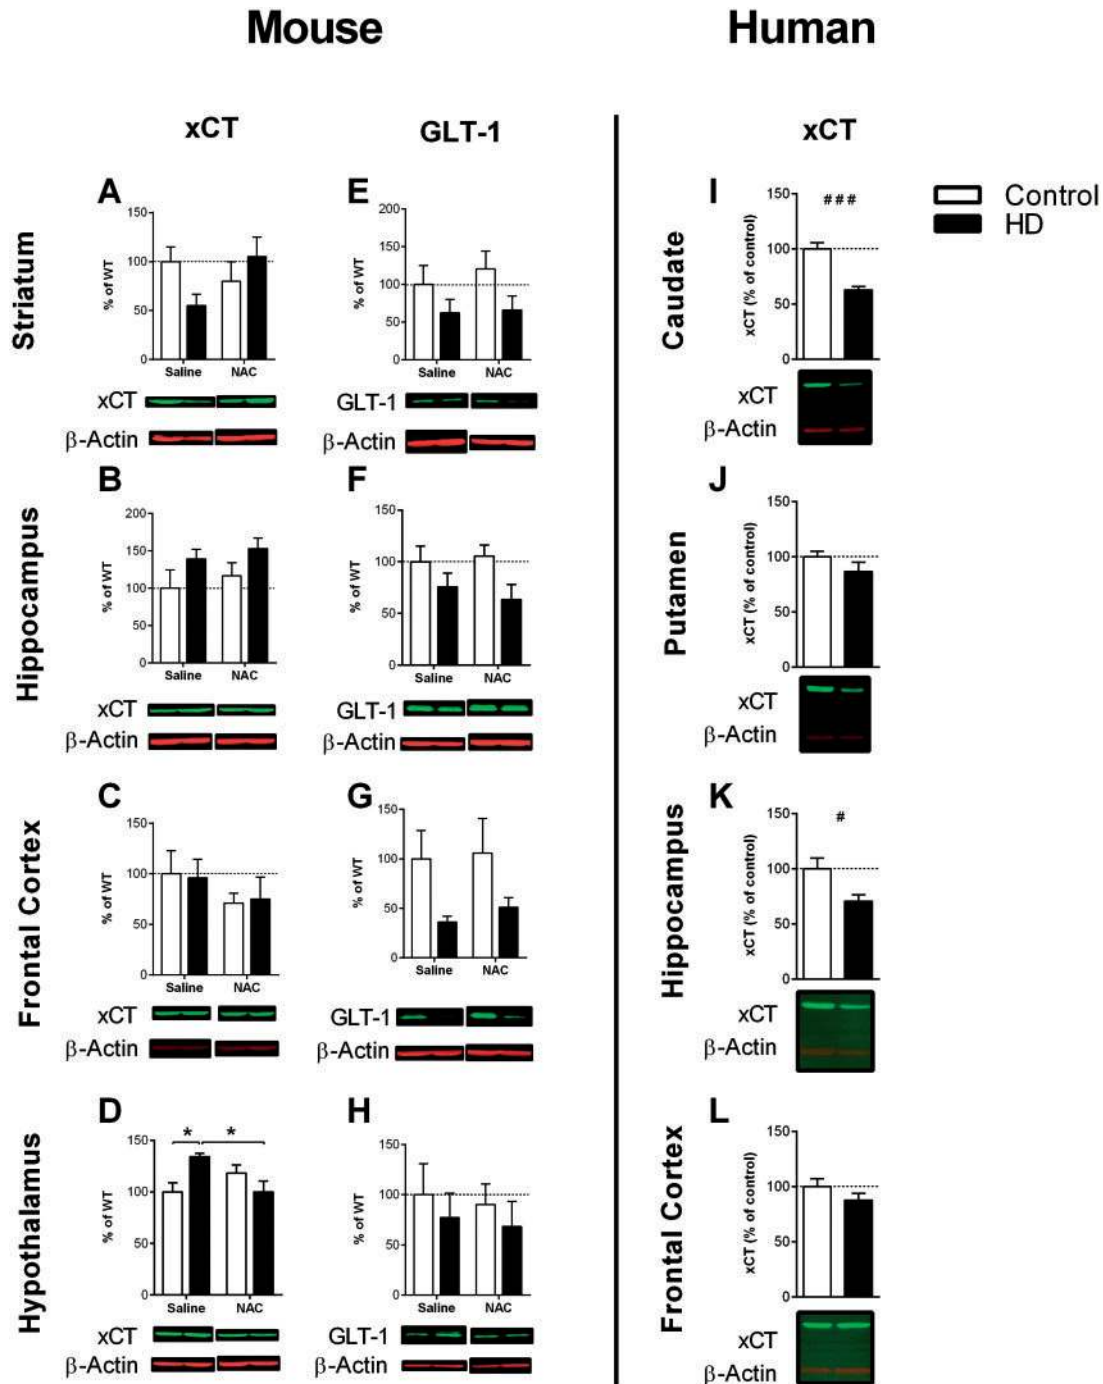 Mouse
Human
xCT
GLT-1
xCT
Control
HD
Striatum
A
% of WT
150
100
50
0
Saline NAC
xCT
β-Actin
E
% of WT
200
150
100
50
0
Saline NAC
GLT-1
β-Actin
Caudate
I
xCT (% of control)
150
100
50
0
###
xCT
β-Actin
Hippocampus
B
% of WT
200
150
100
50
0
Saline NAC
xCT
β-Actin
F
% of WT
150
100
50
0
Saline NAC
GLT-1
β-Actin
Putamen
J
xCT (% of control)
150
100
50
0
xCT
β-Actin
Frontal Cortex
C
% of WT
150
100
50
0
Saline NAC
xCT
β-Actin
G
% of WT
150
100
50
0
Saline NAC
GLT-1
β-Actin
Hippocampus
K
xCT (% of control)
150
100
50
0
#
xCT
β-Actin
Hypothalamus
D
% of WT
150
100
50
0
* *
Saline NAC
xCT
β-Actin
H
% of WT
150
100
50
0
Saline NAC
GLT-1
β-Actin
Frontal Cortex
L
xCT (% of control)
150
100
50
0
xCT
β-Actin